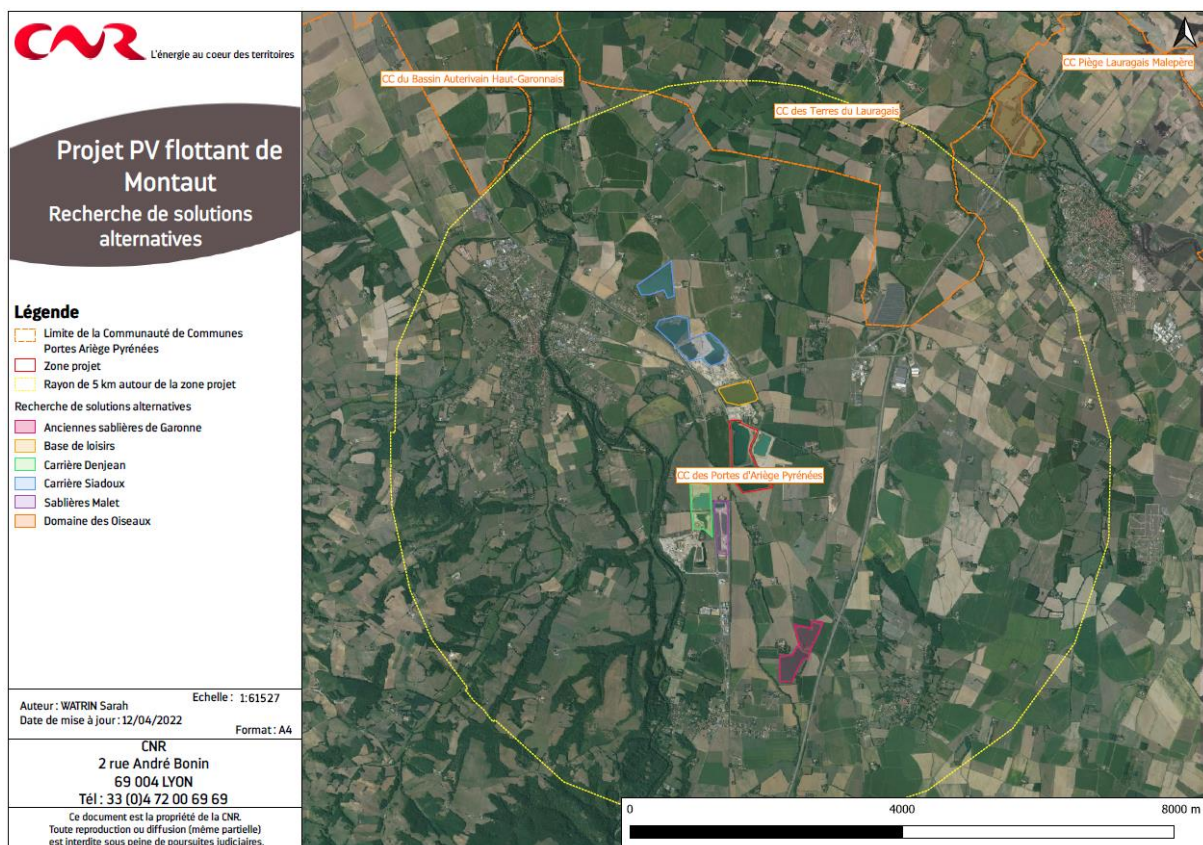 CNR L'énergie au coeur des territoires
Projet PV flottant de
Montaut
Recherche de solutions
alternatives
Légende
Limite de la Communauté de Communes
Portes Ariège Pyrénées
Zone projet
Rayon de 5 km autour de la zone projet
Recherche de solutions alternatives
Anciennes sablières de Garonne
Base de loisirs
Carrière Denjean
Carrière Siadoux
Sablières Malet
Domaine des Oiseaux
Auteur : WATRIN Sarah
Echelle : 1:61527
Date de mise à jour : 12/04/2022
Format : A4
CNR
2 rue André Bonin
69 004 LYON
Tél : 33 (0)4 72 00 69 69
Ce document est la propriété de la CNR.
Toute reproduction ou diffusion (même partielle)
est interdite sous peine de poursuites judiciaires.
CC du Bassin Auterivain Haut-Garonnais
CC Piège Lauragais Malepère
CC des Terres du Lauragais
CC des Portes d'Ariège Pyrénées
0 4000 8000 m